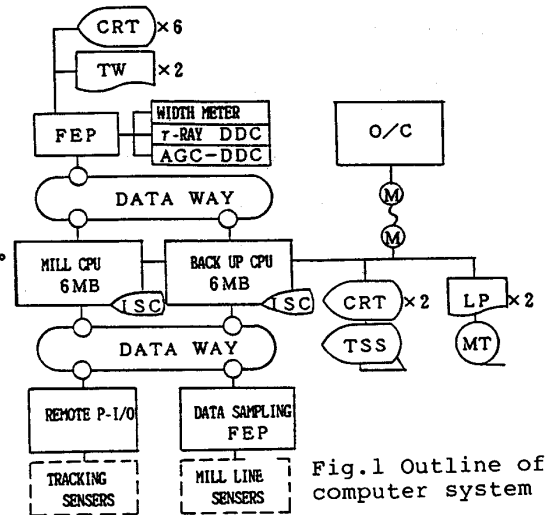 CRT ×6
TW ×2
FEP
WIDTH METER
γ-RAY DDC
AGC-DDC
O/C
DATA WAY
M
M
MILL CPU
6MB
ISC
BACK UP CPU
6MB
ISC
CRT ×2
LP ×2
TSS
MT
DATA WAY
REMOTE P-I/O
DATA SAMPLING
FEP
TRACKING
SENSERS
MILL LINE
SENSERS
Fig.1 Outline of
computer system